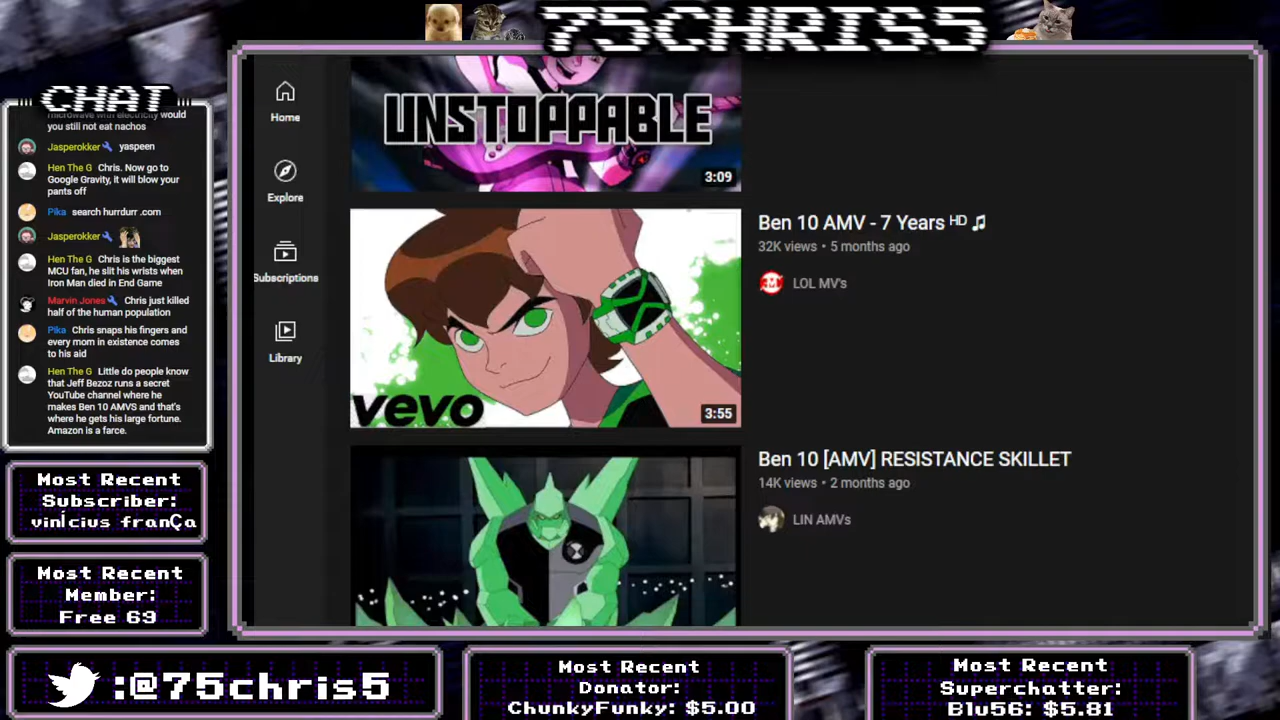 75CHRIS5
CHAT
microwave with electricity would
you still not eat nachos
Jasperokker yaspeen
Hen The G Chris. Now go to
Google Gravity, it will blow your
pants off
Pika search hurrdurr .com
Jasperokker
Hen The G Chris is the biggest
MCU fan, he slit his wrists when
Iron Man died in End Game
Marvin Jones Chris just killed
half of the human population
Pika Chris snaps his fingers and
every mom in existence comes
to his aid
Hen The G Little do people know
that Jeff Bezoz runs a secret
YouTube channel where he
makes Ben 10 AMVS and that's
where he gets his large fortune.
Amazon is a farce.
Most Recent
Subscriber:
vinícius franÇa
Most Recent
Member:
Free 69
:@75chris5
Most Recent
Donator:
ChunkyFunky: $5.00
Most Recent
Superchatter:
Blu56: $5.81
Home
Explore
Subscriptions
Library
UNSTOPPABLE
3:09
vevo
3:55
Ben 10 AMV - 7 Years ᴴᴰ ♫
32K views • 5 months ago
LOL MV's
Ben 10 [AMV] RESISTANCE SKILLET
14K views • 2 months ago
LIN AMVs